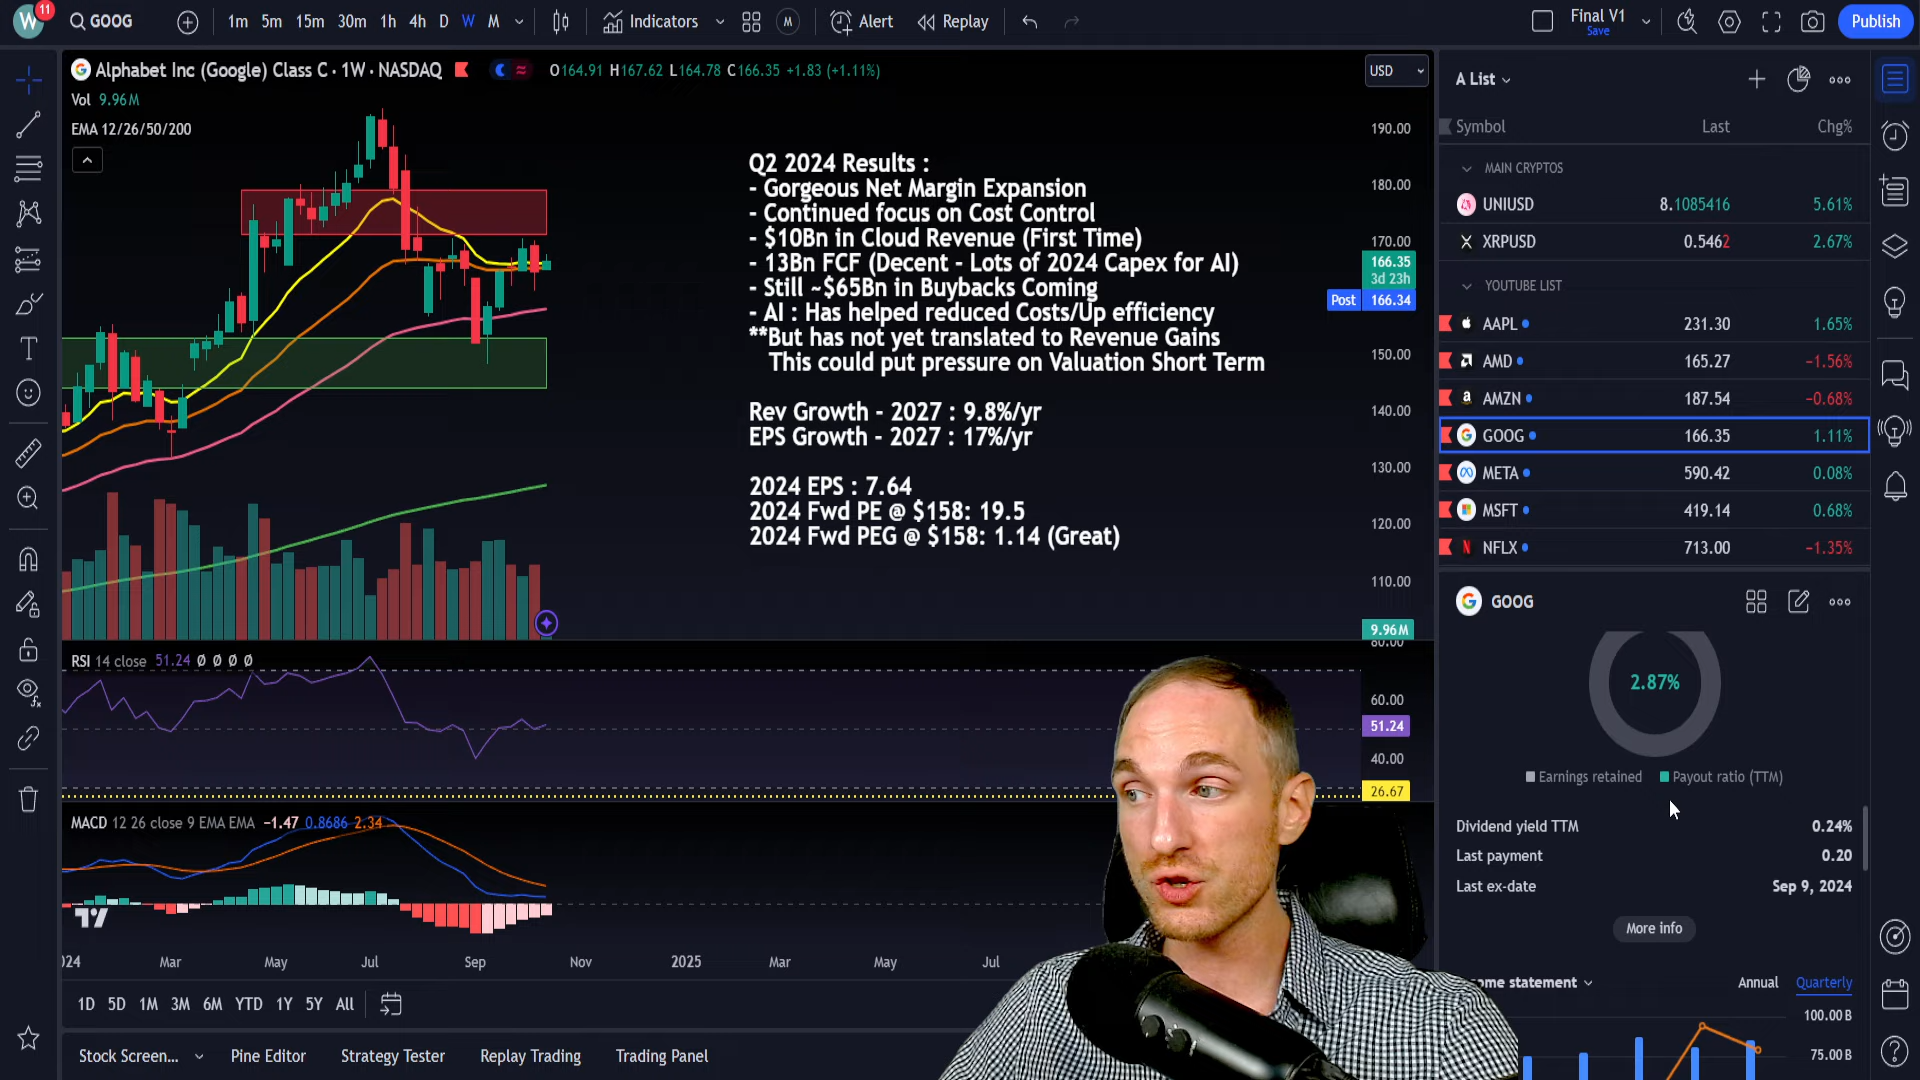 W
11
GOOG
1m 5m 15m 30m 1h 4h D W M
Indicators
M
Alert
Replay
Final V1
Save
Publish
Alphabet Inc (Google) Class C · 1W · NASDAQ
O164.91 H167.62 L164.78 C166.35 +1.83 (+1.11%)
USD
Vol 9.96M
EMA 12/26/50/200
190.00
180.00
170.00
166.35
3d 23h
Post 166.34
150.00
140.00
130.00
120.00
110.00
9.96M
80.00
Q2 2024 Results :
- Gorgeous Net Margin Expansion
- Continued focus on Cost Control
- $10Bn in Cloud Revenue (First Time)
- 13Bn FCF (Decent - Lots of 2024 Capex for AI)
- Still ~$65Bn in Buybacks Coming
- AI : Has helped reduced Costs/Up efficiency
**But has not yet translated to Revenue Gains
This could put pressure on Valuation Short Term
Rev Growth - 2027 : 9.8%/yr
EPS Growth - 2027 : 17%/yr
2024 EPS : 7.64
2024 Fwd PE @ $158: 19.5
2024 Fwd PEG @ $158: 1.14 (Great)
RSI 14 close 51.24 Ø Ø Ø Ø
60.00
51.24
40.00
26.67
MACD 12 26 close 9 EMA EMA −1.47 0.8686 2.34
024 Mar May Jul Sep Nov 2025 Mar May Jul
1D 5D 1M 3M 6M YTD 1Y 5Y All
Stock Screen... Pine Editor Strategy Tester Replay Trading Trading Panel
A List
Symbol Last Chg%
MAIN CRYPTOS
UNIUSD 8.1085416 5.61%
XRPUSD 0.5462 2.67%
YOUTUBE LIST
AAPL 231.30 1.65%
AMD 165.27 −1.56%
AMZN 187.54 −0.68%
GOOG 166.35 1.11%
META 590.42 0.08%
MSFT 419.14 0.68%
NFLX 713.00 −1.35%
GOOG
2.87%
Earnings retained Payout ratio (TTM)
Dividend yield TTM 0.24%
Last payment 0.20
Last ex-date Sep 9, 2024
More info
ome statement Annual Quarterly
100.00 B
75.00 B